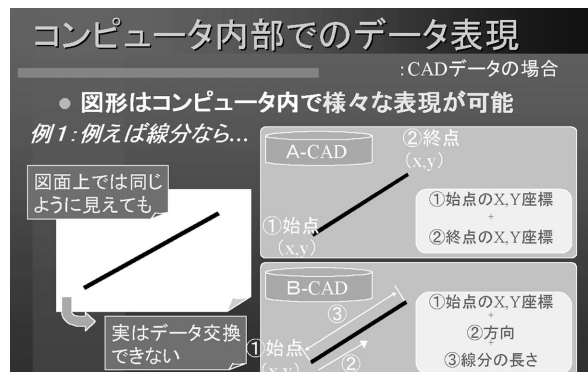 コンピュータ内部でのデータ表現
:CADデータの場合
● 図形はコンピュータ内で様々な表現が可能
例1:例えば線分なら...
図面上では同じ
ように見えても
実はデータ交換
できない
A-CAD
②終点
(x,y)
①始点
(x,y)
①始点のX,Y座標
+
②終点のX,Y座標
B-CAD
③
①始点
(x,y)
②
①始点のX,Y座標
+
②方向
+
③線分の長さ